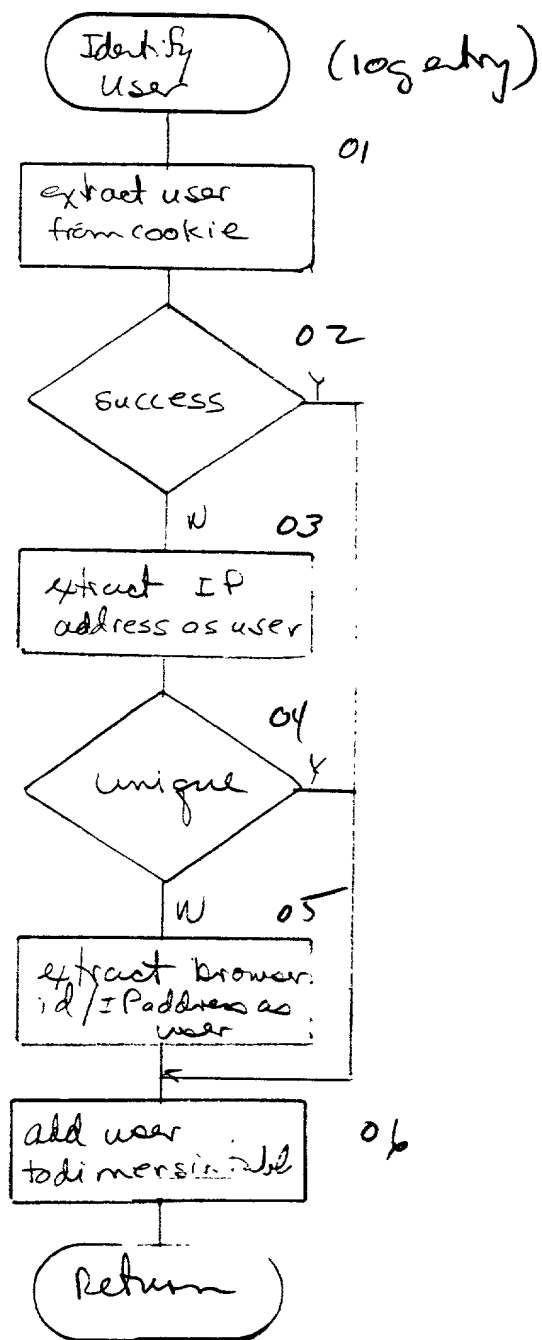 Identify
User
(log entry)
01
extract user
from cookie
02
success
Y
N
03
extract IP
address as user
04
unique
Y
N
05
extract browser
id/IP address as
user
06
add user
to dimension
Return